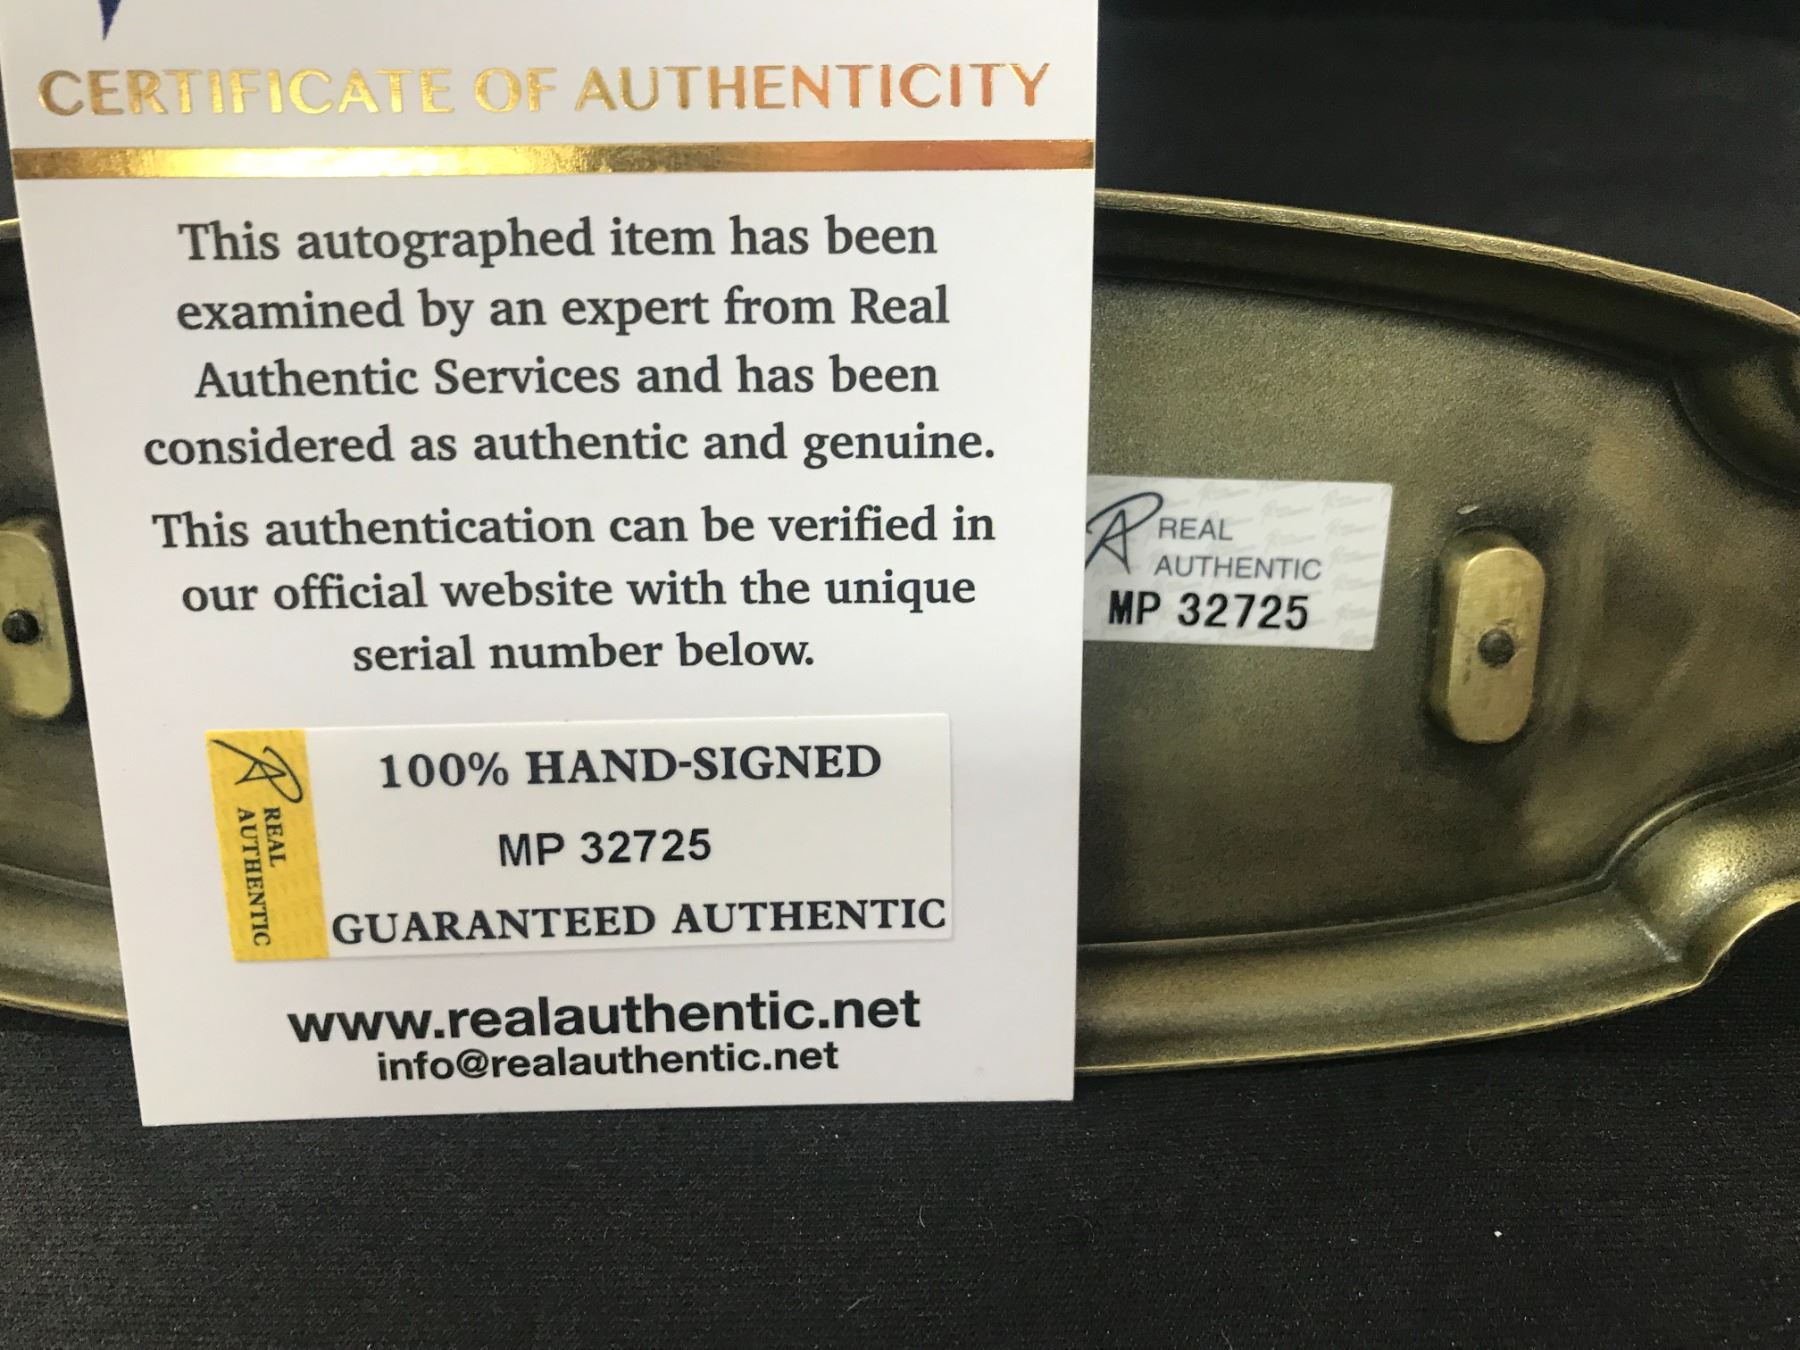 CERTIFICATE OF AUTHENTICITY
This autographed item has been
examined by an expert from Real
Authentic Services and has been
considered as authentic and genuine.
This authentication can be verified in
our official website with the unique
serial number below.
REAL
AUTHENTIC
100% HAND-SIGNED
MP 32725
GUARANTEED AUTHENTIC
www.realauthentic.net
info@realauthentic.net
REAL
AUTHENTIC
MP 32725